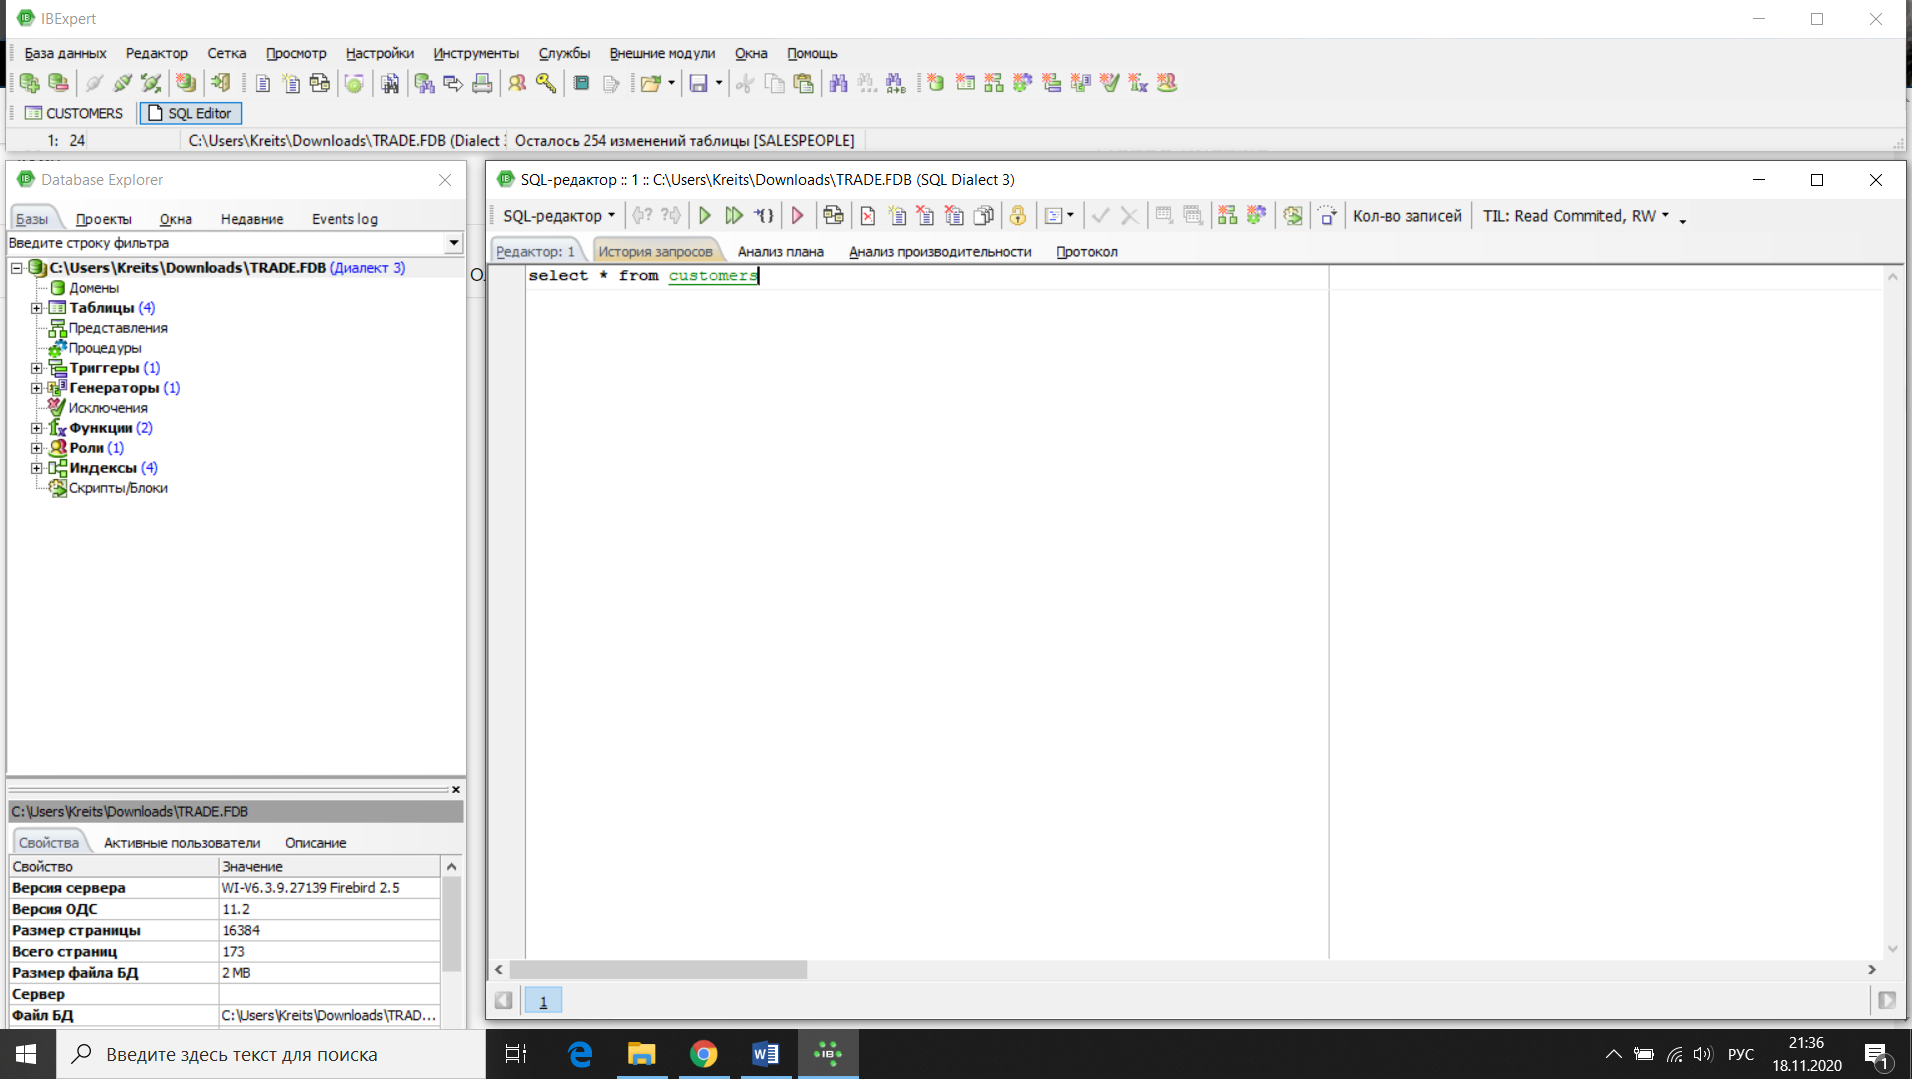 IBExpert
База данных Редактор Сетка Просмотр Настройки Инструменты Службы Внешние модули Окна Помощь
CUSTOMERS SQL Editor
1: 24 C:\Users\Kreits\Downloads\TRADE.FDB (Dialect Осталось 254 изменений таблицы [SALESPEOPLE]
Database Explorer
Базы Проекты Окна Недавние Events log
Введите строку фильтра
C:\Users\Kreits\Downloads\TRADE.FDB (Диалект 3)
Домены
Таблицы (4)
Представления
Процедуры
Триггеры (1)
Генераторы (1)
Исключения
Функции (2)
Роли (1)
Индексы (4)
Скрипты/Блоки
C:\Users\Kreits\Downloads\TRADE.FDB
Свойства Активные пользователи Описание
Свойство Значение
Версия сервера WI-V6.3.9.27139 Firebird 2.5
Версия ОДС 11.2
Размер страницы 16384
Всего страниц 173
Размер файла БД 2 MB
Сервер
Файл БД C:\Users\Kreits\Downloads\TRAD...
SQL-редактор :: 1 :: C:\Users\Kreits\Downloads\TRADE.FDB (SQL Dialect 3)
SQL-редактор Кол-во записей TIL: Read Commited, RW
Редактор: 1 История запросов Анализ плана Анализ производительности Протокол
select * from customers
1
Введите здесь текст для поиска
РУС
21:36
18.11.2020
1